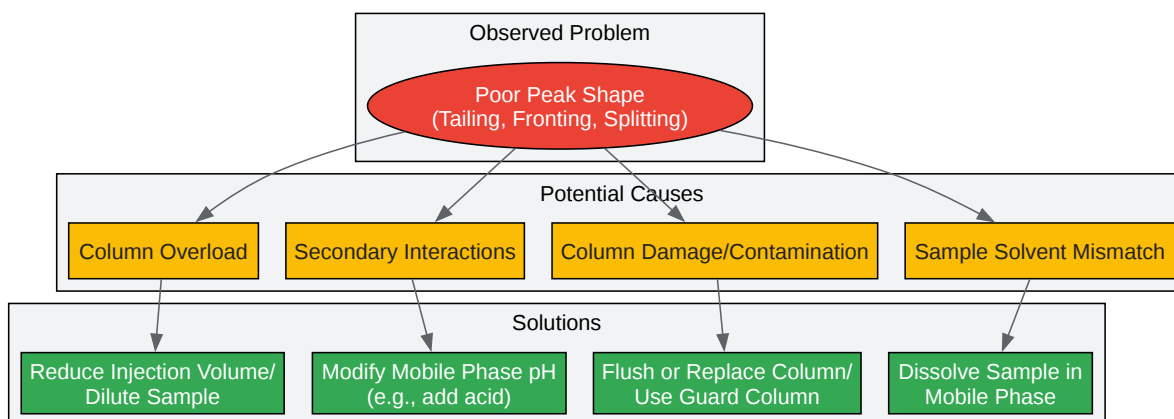 Observed Problem
Poor Peak Shape
(Tailing, Fronting, Splitting)
Potential Causes
Column Overload
Secondary Interactions
Column Damage/Contamination
Sample Solvent Mismatch
Solutions
Reduce Injection Volume/
Dilute Sample
Modify Mobile Phase pH
(e.g., add acid)
Flush or Replace Column/
Use Guard Column
Dissolve Sample in
Mobile Phase